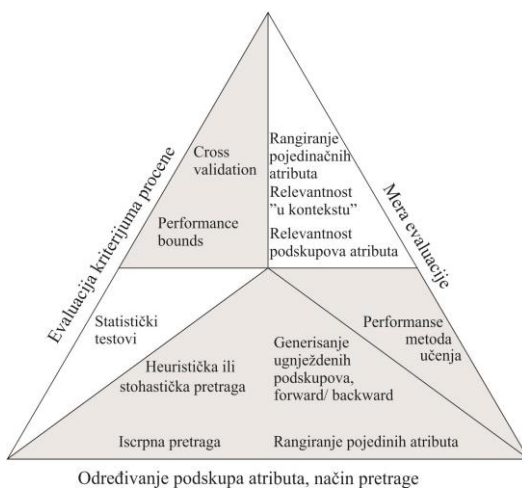 Evaluacija kriterijuma procene
Mera evaluacije
Cross
validation
Performance
bounds
Rangiranje
pojedinačnih
atributa
Relevantnost
"u kontekstu"
Relevantnost
podskupova atributa
Statistički
testovi
Performanse
metoda
učenja
Heuristička ili
stohastička pretraga
Generisanje
ugnježdenih
podskupova,
forward/ backward
Iscrpna pretraga
Rangiranje pojedinih atributa
Određivanje podskupa atributa, način pretrage